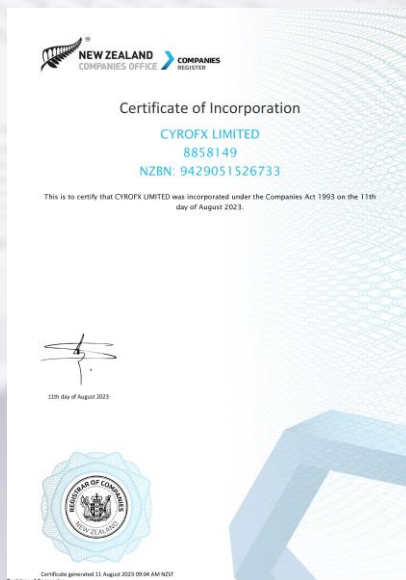 ®
NEW ZEALAND
COMPANIES OFFICE
COMPANIES
REGISTER
Certificate of Incorporation
CYROFX LIMITED
8858149
NZBN: 9429051526733
This is to certify that CYROFX LIMITED was incorporated under the Companies Act 1993 on the 11th
day of August 2023.
11th day of August 2023
REGISTRAR OF COMPANIES
NEW ZEALAND
Certificate generated 11 August 2023 09:04 AM NZST